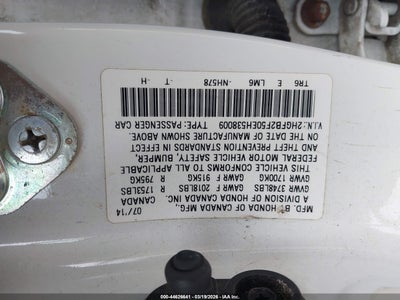 MFD. BY: HONDA OF CANADA MFG. 07/14
A DIVISION OF HONDA CANADA INC. CANADA
GVWR 3748LBS GAWR F 2018LBS R 1753LBS
GVWR 1700KG GAWR F 915KG R 795KG
THIS VEHICLE CONFORMS TO ALL APPLICABLE
FEDERAL MOTOR VEHICLE SAFETY, BUMPER,
AND THEFT PREVENTION STANDARDS IN EFFECT
ON THE DATE OF MANUFACTURE SHOWN ABOVE.
V.I.N: 2HGFB2F50EH538009 TYPE: PASSENGER CAR
TR6 E LM6 -NH578 -T -H
000-44626641 - 03/19/2026 - IAAI